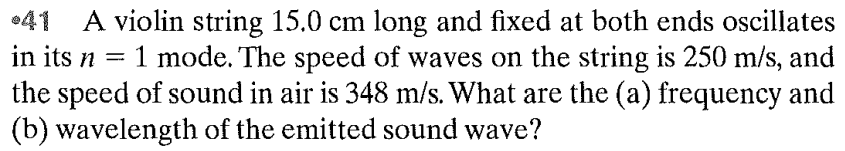 •41 A violin string 15.0 cm long and fixed at both ends oscillates
in its n = 1 mode. The speed of waves on the string is 250 m/s, and
the speed of sound in air is 348 m/s. What are the (a) frequency and
(b) wavelength of the emitted sound wave?